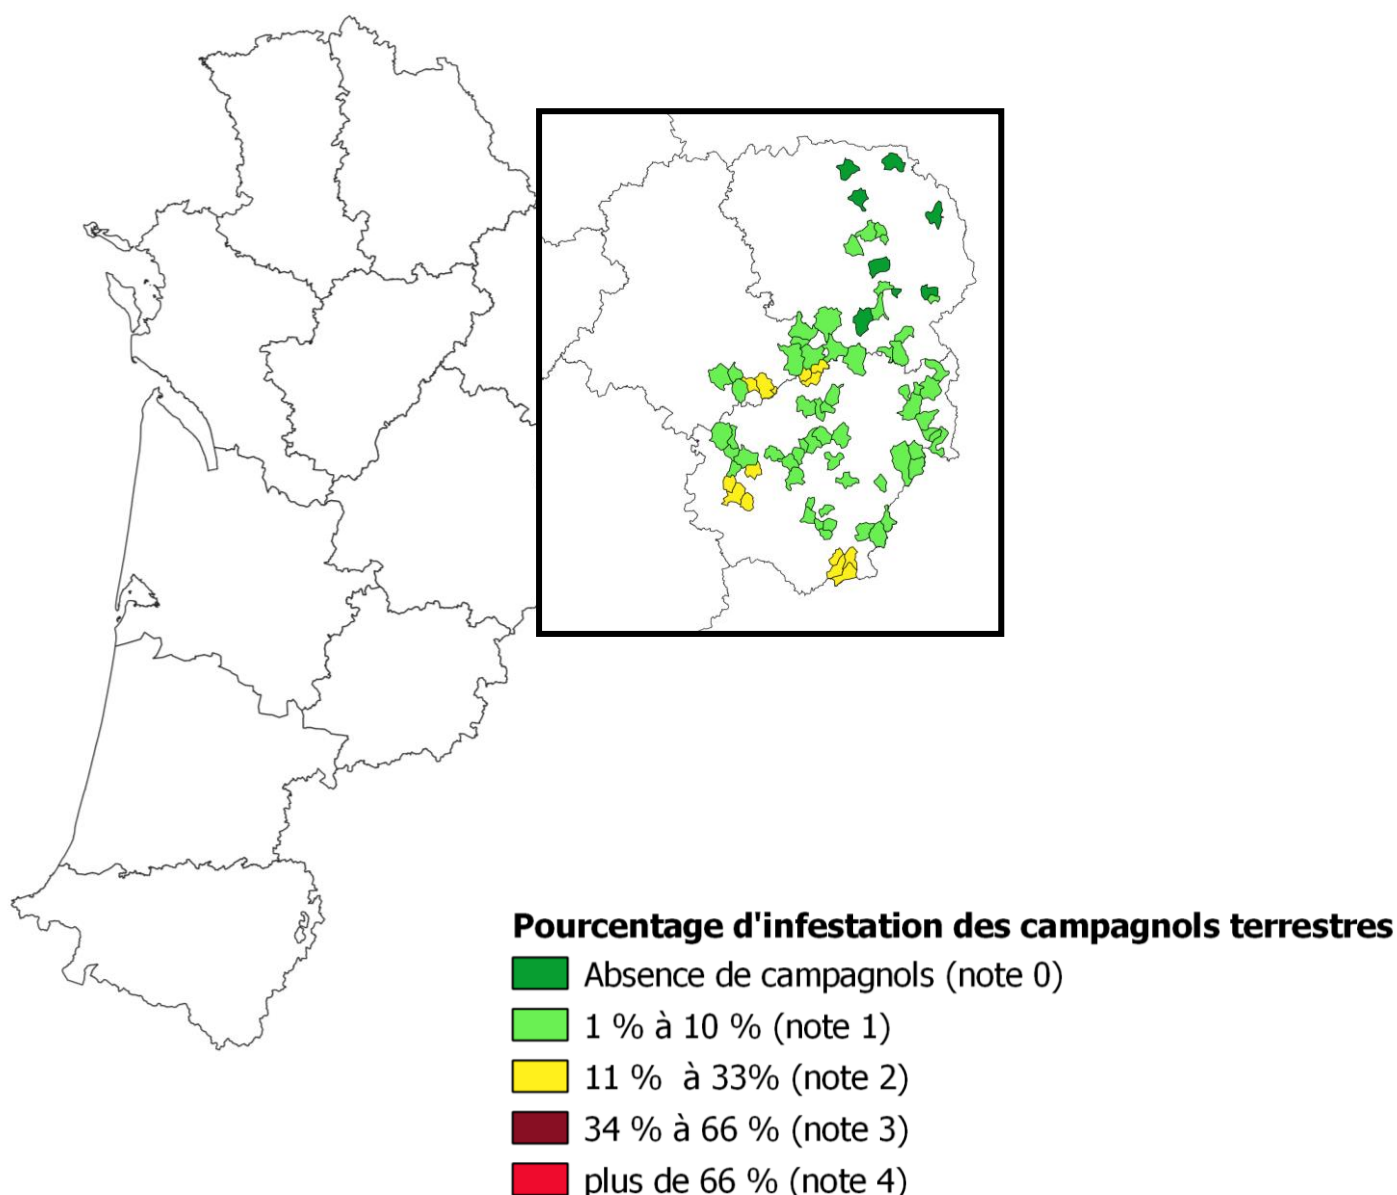 Pourcentage d'infestation des campagnols terrestres
Absence de campagnols (note 0)
1 % à 10 % (note 1)
11 % à 33% (note 2)
34 % à 66 % (note 3)
plus de 66 % (note 4)